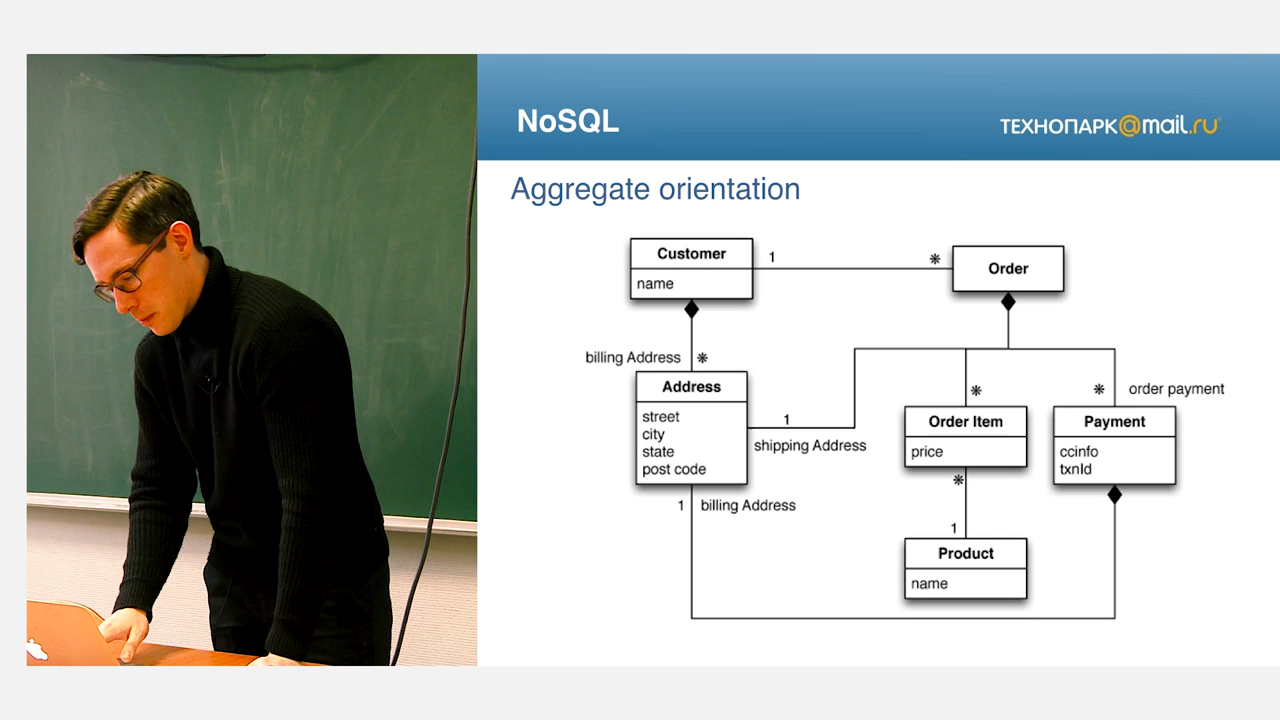 NoSQL
ТЕХНОПАРК@mail.ru
Aggregate orientation
Customer
name
1
*
Order
billing Address
*
Address
street
city
state
post code
1
shipping Address
*
Order Item
price
*
order payment
Payment
ccinfo
txnId
1
billing Address
*
1
Product
name